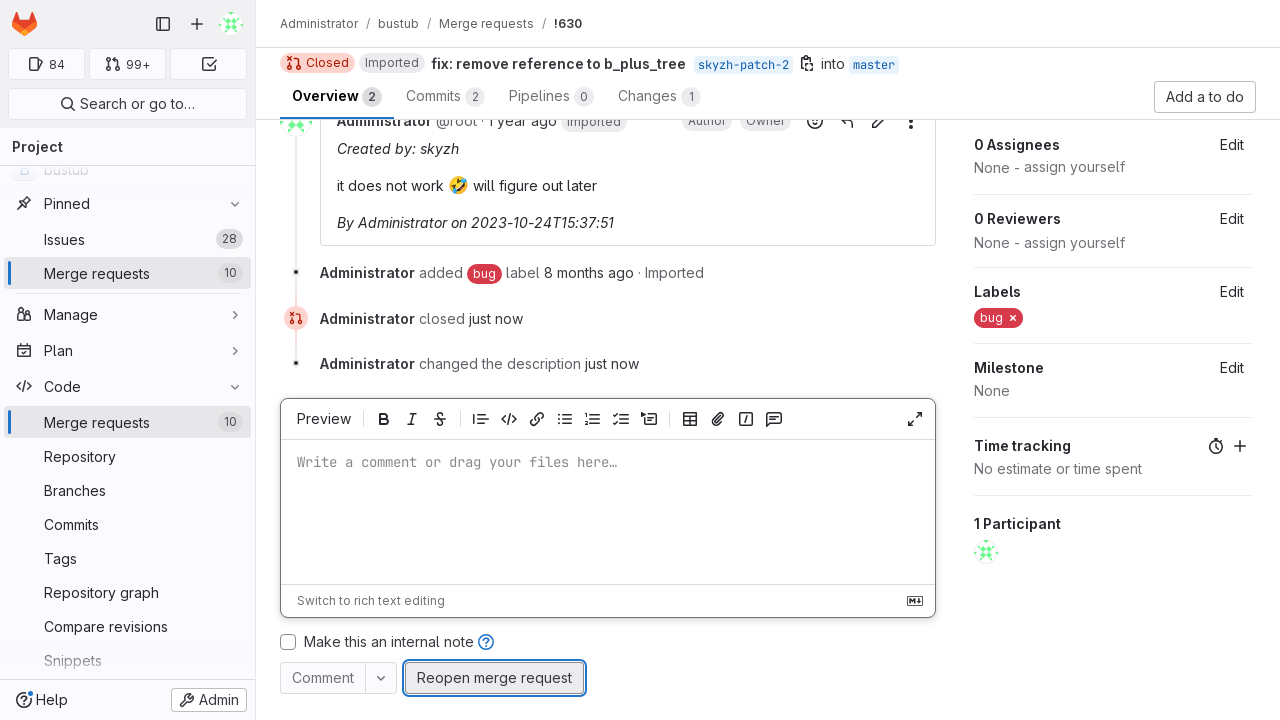 Administrator / bustub / Merge requests / !630
84
99+
Search or go to…
Project
B bustub
Pinned
Issues 28
Merge requests 10
Manage
Plan
Code
Merge requests 10
Repository
Branches
Commits
Tags
Repository graph
Compare revisions
Snippets
Help
Admin
Closed Imported fix: remove reference to b_plus_tree skyzh-patch-2 into master
Overview 2 Commits 2 Pipelines 0 Changes 1
Add a to do
Administrator @root · 1 year ago Imported Author Owner
Created by: skyzh
it does not work 🤣 will figure out later
By Administrator on 2023-10-24T15:37:51
Administrator added bug label 8 months ago · Imported
Administrator closed just now
Administrator changed the description just now
Preview
Write a comment or drag your files here…
Switch to rich text editing
Make this an internal note
Comment
Reopen merge request
0 Assignees Edit
None - assign yourself
0 Reviewers Edit
None - assign yourself
Labels Edit
bug ×
Milestone Edit
None
Time tracking
No estimate or time spent
1 Participant